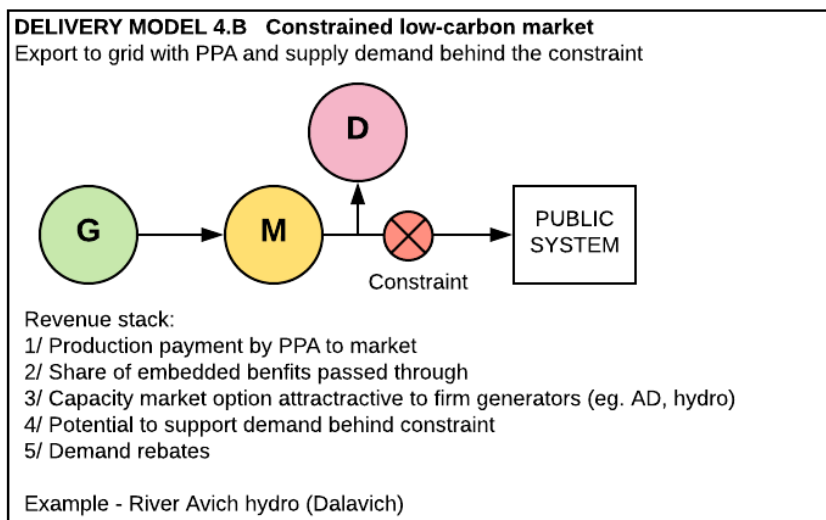 DELIVERY MODEL 4.B Constrained low-carbon market
Export to grid with PPA and supply demand behind the constraint
D
G
M
PUBLIC
SYSTEM
Constraint
Revenue stack:
1/ Production payment by PPA to market
2/ Share of embedded benfits passed through
3/ Capacity market option attractractive to firm generators (eg. AD, hydro)
4/ Potential to support demand behind constraint
5/ Demand rebates
Example - River Avich hydro (Dalavich)